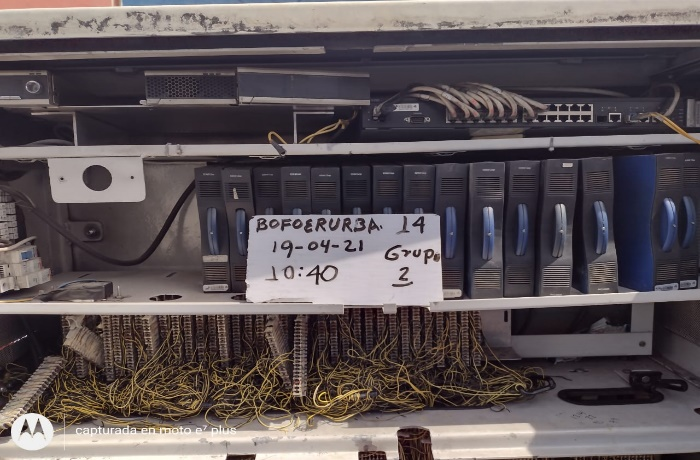 BOFOERURBA. 14
19-04-21 Grupo
10:40 2
capturada en moto e⁷ plus